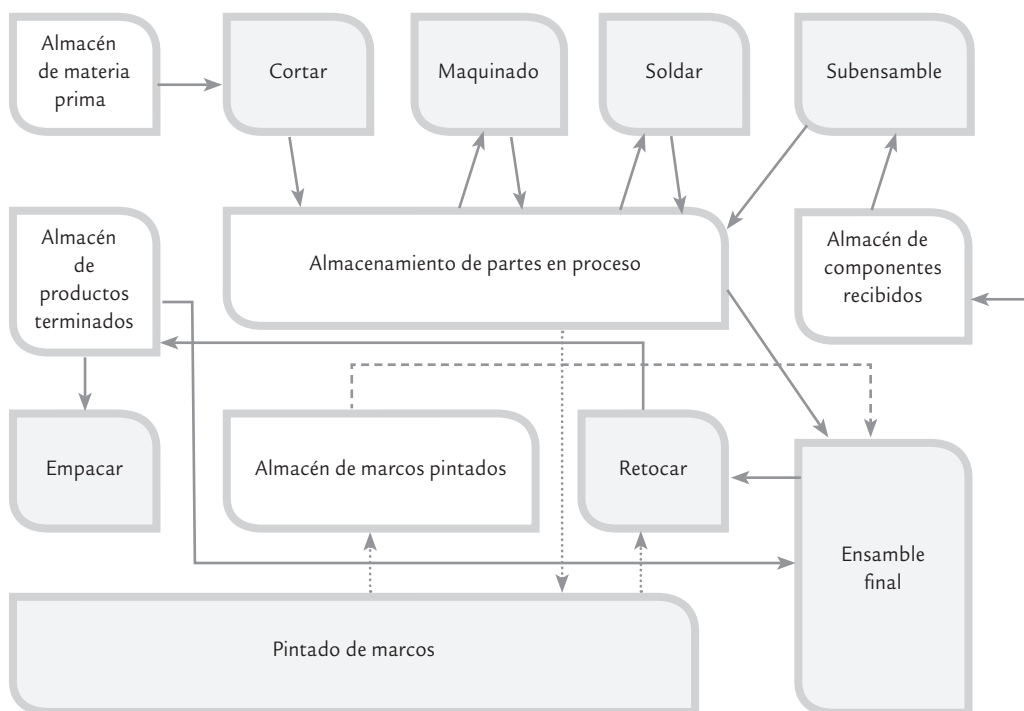 Almacén
de materia
prima
Cortar
Maquinado
Soldar
Subensamble
Almacén
de
productos
terminados
Almacenamiento de partes en proceso
Almacén de
componentes
recibidos
Empacar
Almacén de marcos pintados
Retocar
Ensamble
final
Pintado de marcos